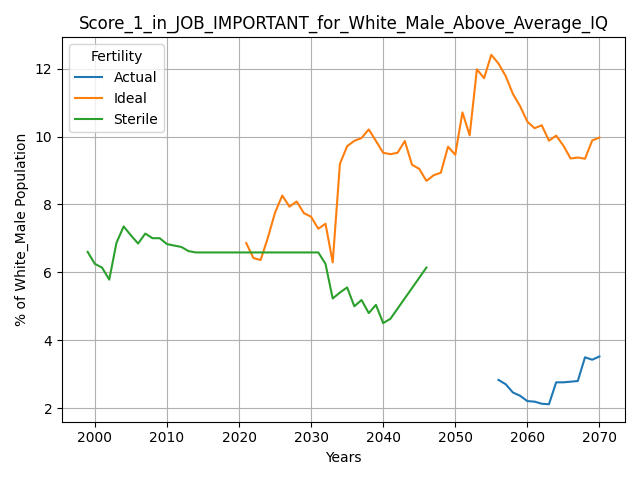 Score_1_in_JOB_IMPORTANT_for_White_Male_Above_Average_IQ
Fertility
Actual
Ideal
Sterile
% of White_Male Population
12
10
8
6
4
2
2000 2010 2020 2030 2040 2050 2060 2070
Years